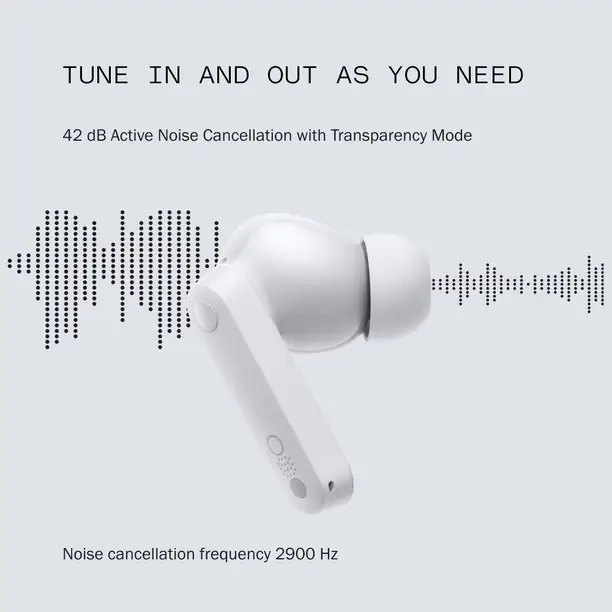 TUNE IN AND OUT AS YOU NEED
42 dB Active Noise Cancellation with Transparency Mode
Noise cancellation frequency 2900 Hz